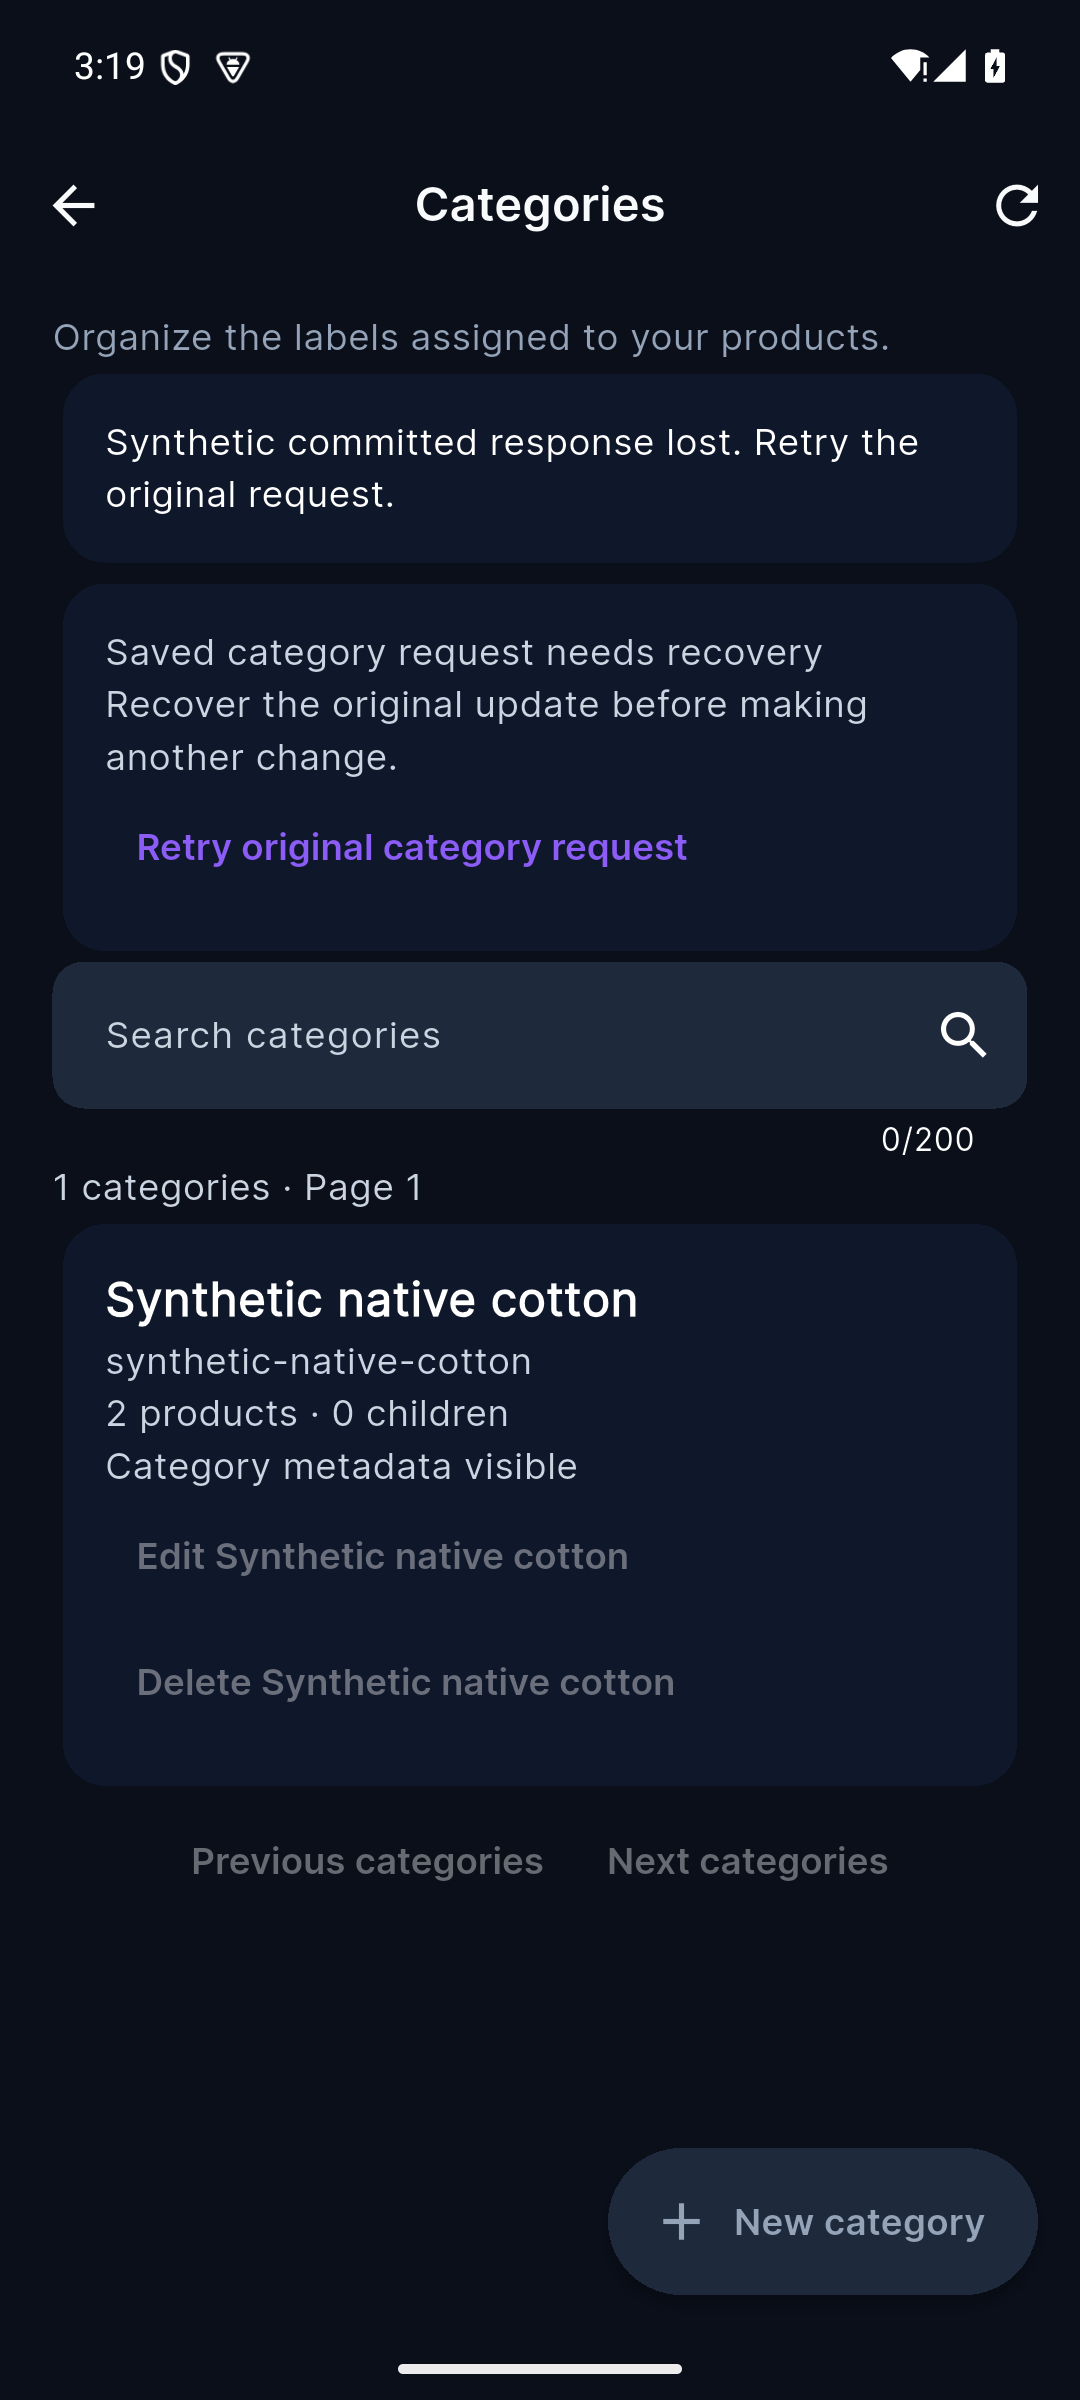 3:19
Categories
Organize the labels assigned to your products.
Synthetic committed response lost. Retry the
original request.
Saved category request needs recovery
Recover the original update before making
another change.
Retry original category request
Search categories
0/200
1 categories · Page 1
Synthetic native cotton
synthetic-native-cotton
2 products · 0 children
Category metadata visible
Edit Synthetic native cotton
Delete Synthetic native cotton
Previous categories Next categories
New category